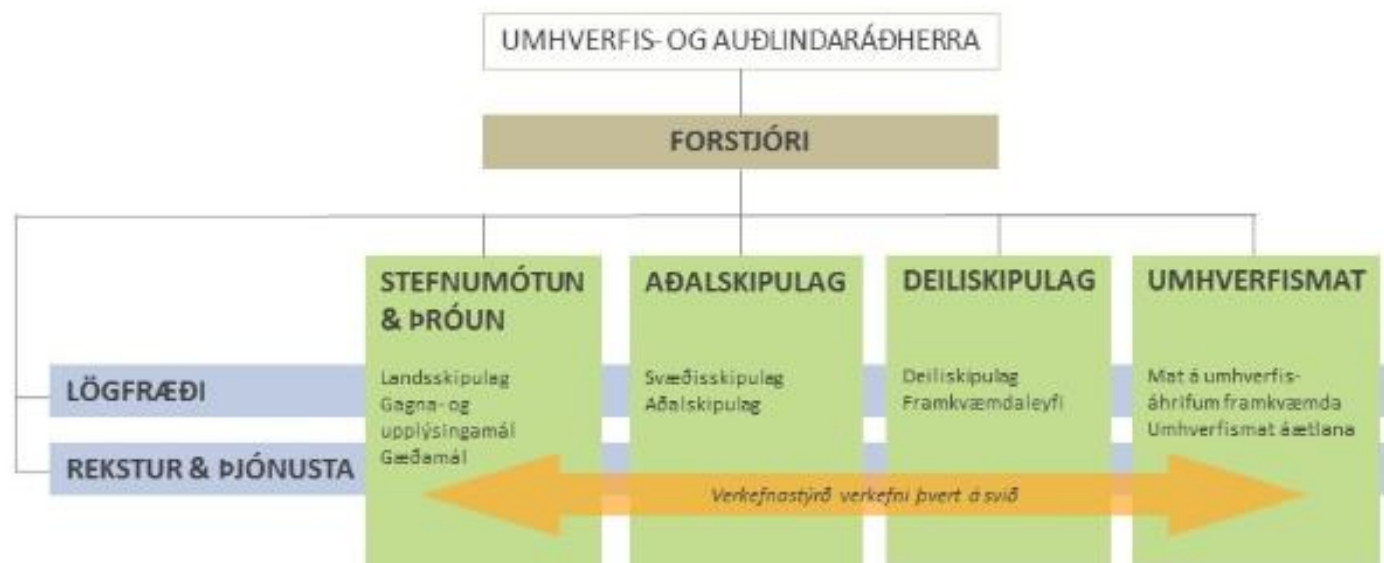 UMHVERFIS- OG AUÐLINDARÁÐHERRA
FORSTJÓRI
STEFNUMÓTUN
& ÞRÓUN
Landsskipulag
Gagna- og
upplýsingamál
Gæðamál
AÐALSKIPULAG
Svæðisskipulag
Aðalskipulag
DEILISKIPULAG
Deiliskipulag
Framkvæmdaleyfi
UMHVERFISMAT
Mat á umhverfis-
áhrifum framkvæmda
Umhverfismat áætlana
LÖGFRÆÐI
REKSTUR & ÞJÓNUSTA
Verkefnastýrð verkefni þvert á svið